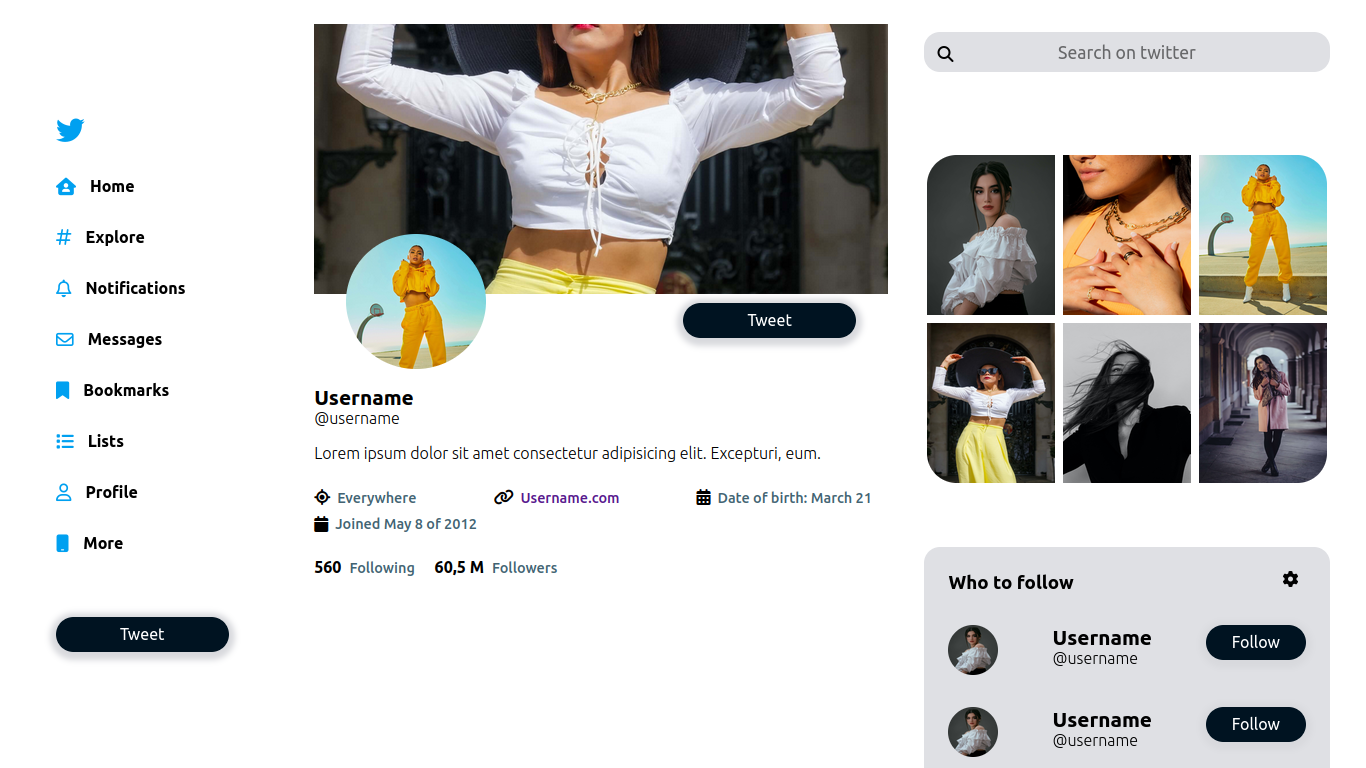 Home
Explore
Notifications
Messages
Bookmarks
Lists
Profile
More
Tweet
Tweet
Username
@username
Lorem ipsum dolor sit amet consectetur adipisicing elit. Excepturi, eum.
Everywhere Username.com Date of birth: March 21
Joined May 8 of 2012
560 Following 60,5 M Followers
Search on twitter
Who to follow
Username
@username
Follow
Username
@username
Follow